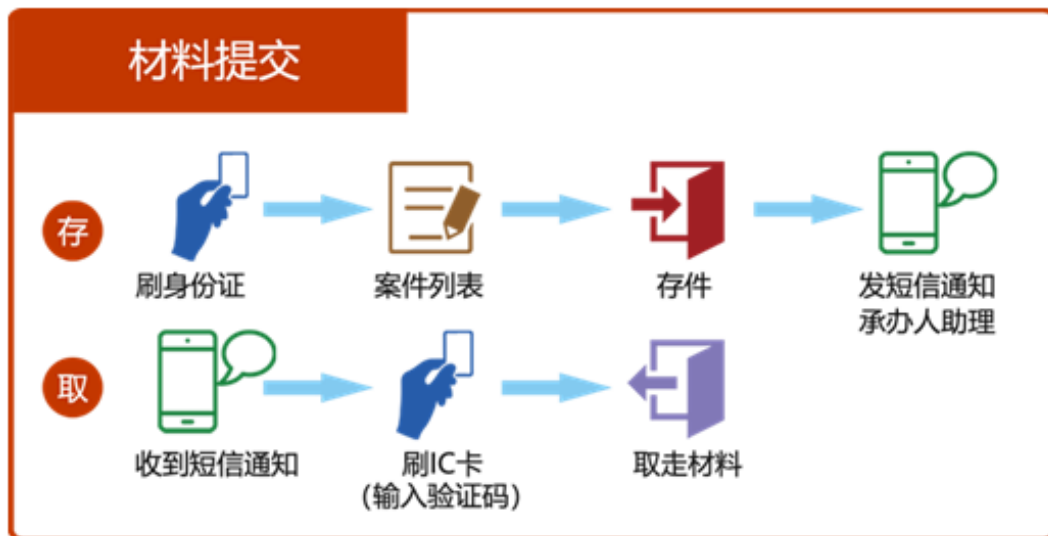 材料提交
存
刷身份证
案件列表
存件
发短信通知
承办人助理
取
收到短信通知
刷IC卡
(输入验证码)
取走材料